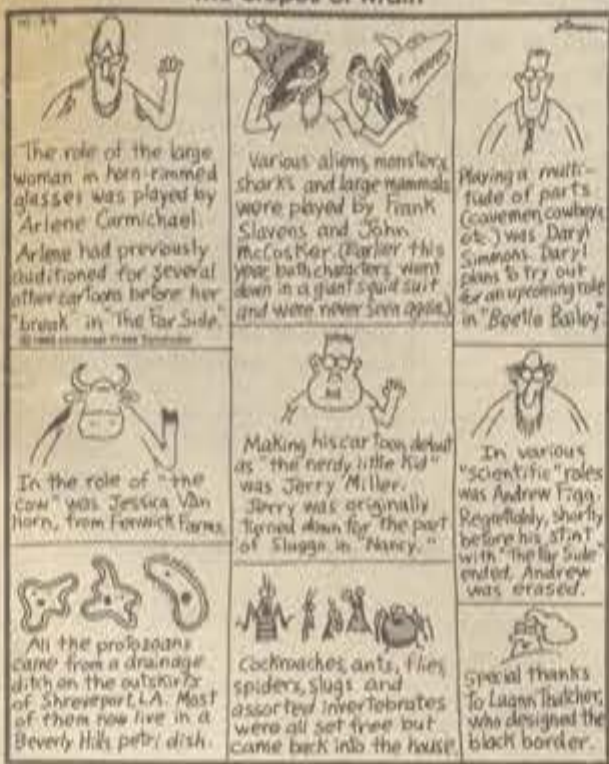 The role of the large
woman in horn-rimmed
glasses was played by
Arlene Carmichael.
Arlene had previously
auditioned for several
other cartoons before her
"break" in "The Far Side."
Various aliens, monsters,
sharks and large mammals
were played by Frank
Slavens and John
McCosker. (Earlier this
year, both characters went
down in a giant squid suit
and were never seen again.)
Playing a multi-
tude of parts
(cavemen, cowboys,
etc.) was Daryl
Simmons. Daryl
plans to try out
for an upcoming role
in "Beetle Bailey"
In the role of "the
cow" was Jessica Van
horn, from Fenwick Farms.
Making his cartoon debut
as "the nerdy little kid"
was Jerry Miller.
Jerry was originally
turned down for the part
of Sluggo in "Nancy."
In various
"scientific" roles
was Andrew Figg.
Regrettably, shortly
before his stint
with "The Far Side"
ended, Andrew
was erased.
All the protozoans
came from a drainage
ditch on the outskirts
of Shreveport, LA. Most
of them now live in a
Beverly Hills petri dish.
Cockroaches, ants, flies,
spiders, slugs and
assorted invertebrates
were all set free but
came back into the house.
Special thanks
to Luann Thatcher,
who designed the
black border.